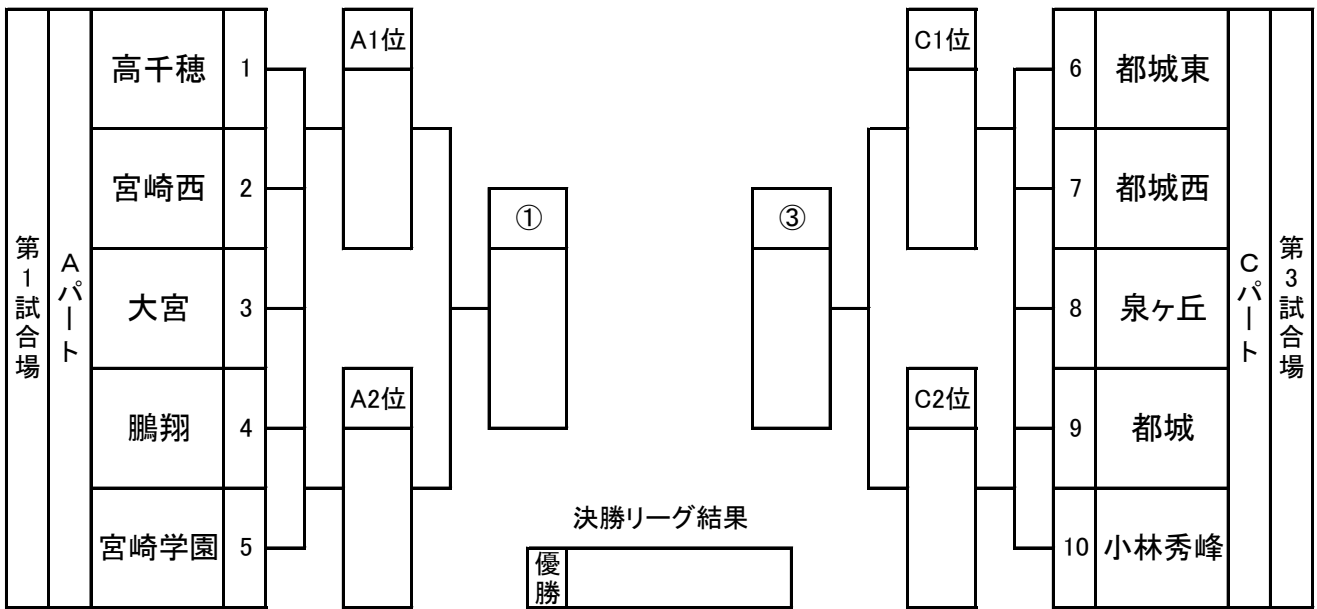 第1試合場
Aパート
高千穂 1
宮崎西 2
大宮 3
鵬翔 4
宮崎学園 5
A1位
A2位
①
決勝リーグ結果
優勝
③
C1位
C2位
6 都城東
7 都城西
8 泉ヶ丘
9 都城
10 小林秀峰
Cパート
第3試合場